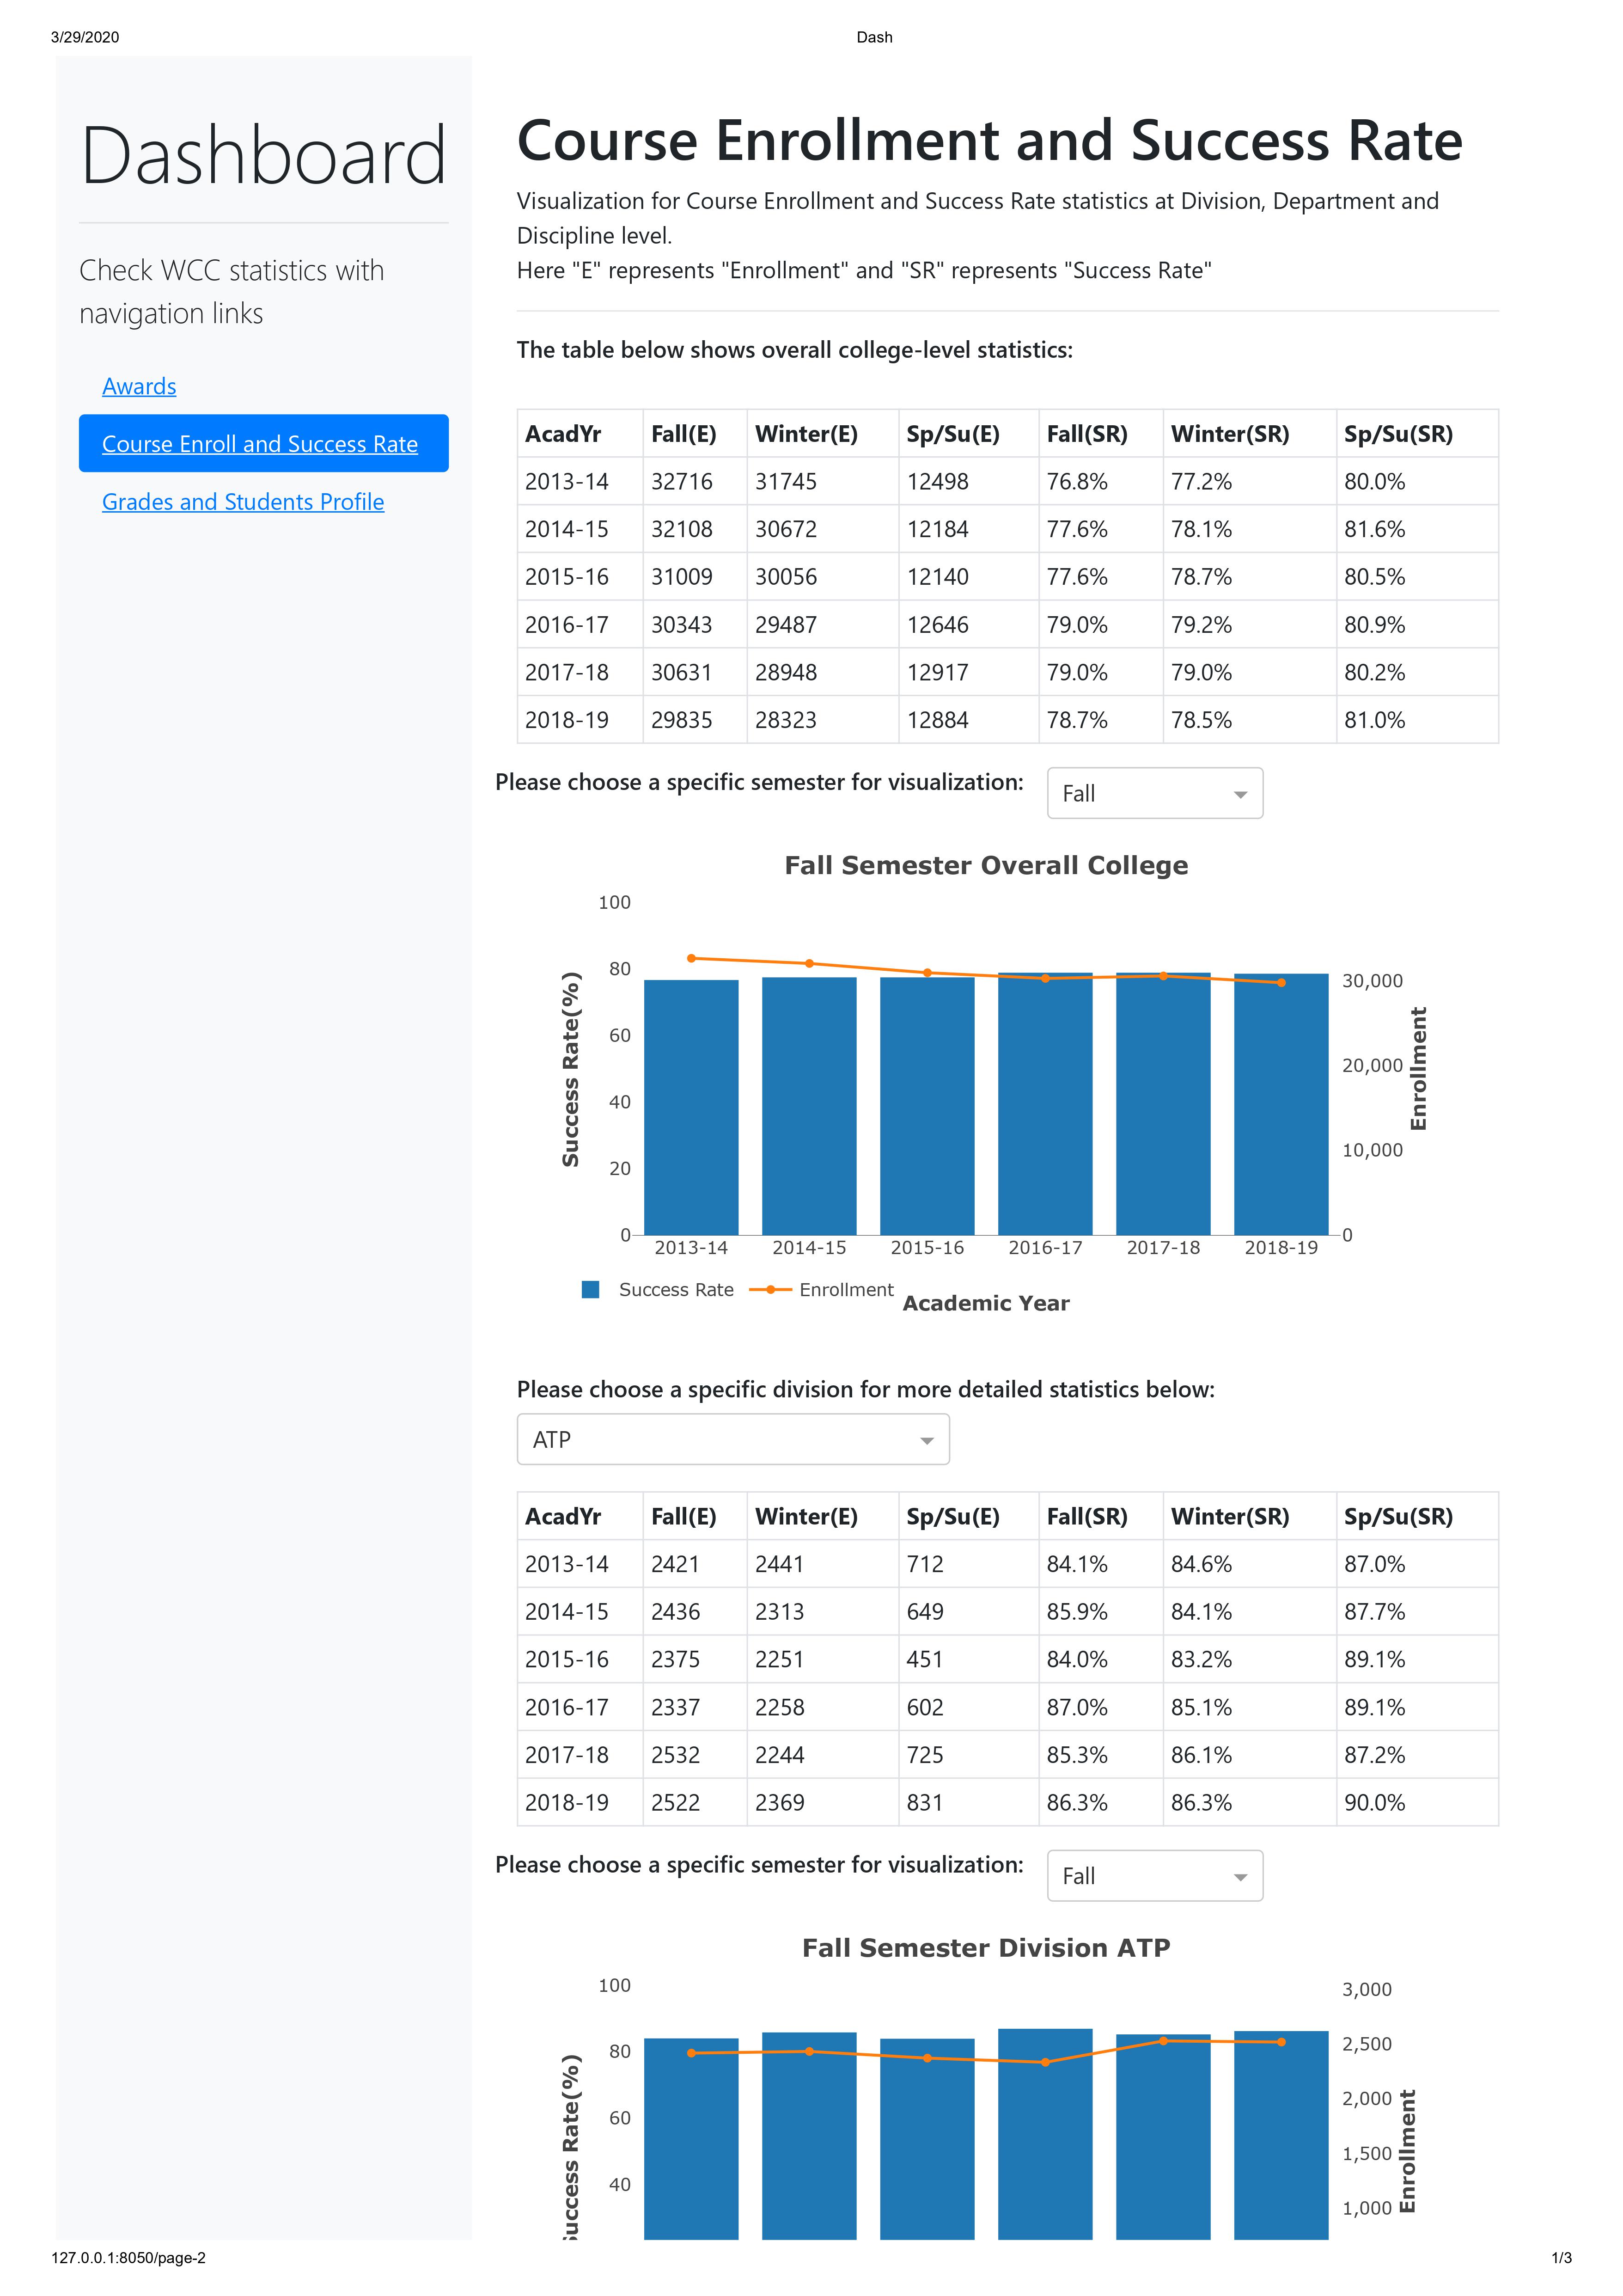 3/29/2020
Dash
Dashboard
Check WCC statistics with
navigation links
Awards
Course Enroll and Success Rate
Grades and Students Profile
Course Enrollment and Success Rate
Visualization for Course Enrollment and Success Rate statistics at Division, Department and
Discipline level.
Here "E" represents "Enrollment" and "SR" represents "Success Rate"
The table below shows overall college-level statistics:
AcadYr Fall(E) Winter(E) Sp/Su(E) Fall(SR) Winter(SR) Sp/Su(SR)
2013-14 32716 31745 12498 76.8% 77.2% 80.0%
2014-15 32108 30672 12184 77.6% 78.1% 81.6%
2015-16 31009 30056 12140 77.6% 78.7% 80.5%
2016-17 30343 29487 12646 79.0% 79.2% 80.9%
2017-18 30631 28948 12917 79.0% 79.0% 80.2%
2018-19 29835 28323 12884 78.7% 78.5% 81.0%
Please choose a specific semester for visualization: Fall
Fall Semester Overall College
100
80
60
40
20
0
Success Rate(%)
30,000
20,000
10,000
0
Enrollment
2013-14 2014-15 2015-16 2016-17 2017-18 2018-19
Success Rate Enrollment
Academic Year
Please choose a specific division for more detailed statistics below:
ATP
AcadYr Fall(E) Winter(E) Sp/Su(E) Fall(SR) Winter(SR) Sp/Su(SR)
2013-14 2421 2441 712 84.1% 84.6% 87.0%
2014-15 2436 2313 649 85.9% 84.1% 87.7%
2015-16 2375 2251 451 84.0% 83.2% 89.1%
2016-17 2337 2258 602 87.0% 85.1% 89.1%
2017-18 2532 2244 725 85.3% 86.1% 87.2%
2018-19 2522 2369 831 86.3% 86.3% 90.0%
Please choose a specific semester for visualization: Fall
Fall Semester Division ATP
100
80
60
40
Success Rate(%)
3,000
2,500
2,000
1,500
1,000
Enrollment
127.0.0.1:8050/page-2
1/3